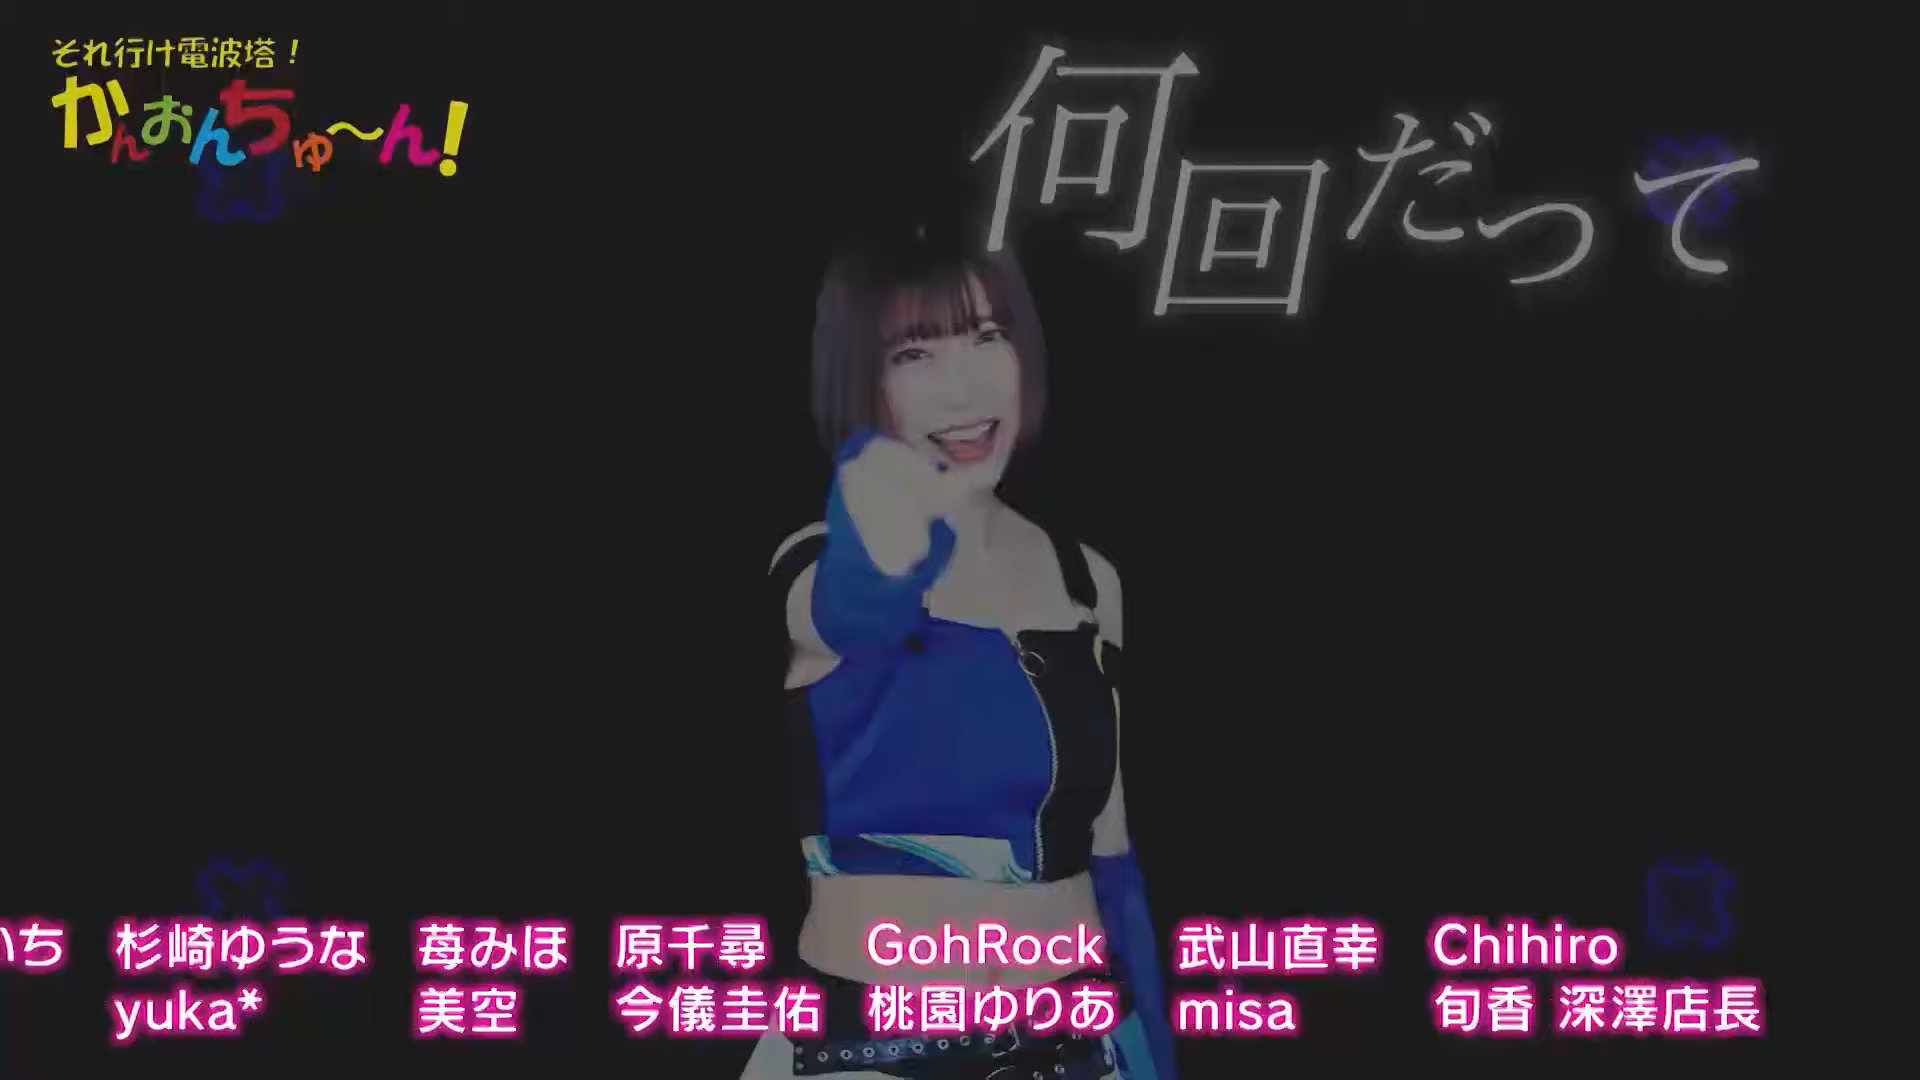 それ行け電波塔！
かんおんちゅ〜ん！
何回だって
いち 杉崎ゆうな 苺みほ 原千尋 GohRock 武山直幸 Chihiro
yuka* 美空 今儀圭佑 桃園ゆりあ misa 旬香 深澤店長